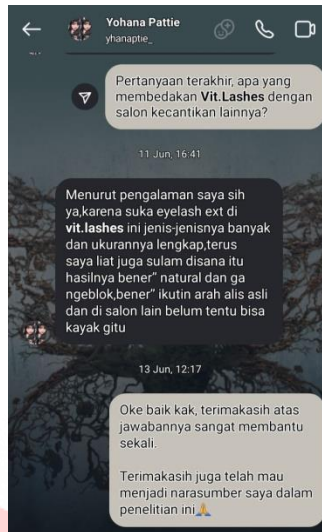 Yohana Pattie
yhanaptie_
Pertanyaan terakhir, apa yang
membedakan Vit.Lashes dengan
salon kecantikan lainnya?
11 Jun, 16:41
Menurut pengalaman saya sih
ya,karena suka eyelash ext di
vit.lashes ini jenis-jenisnya banyak
dan ukurannya lengkap,terus
saya liat juga sulam disana itu
hasilnya bener” natural dan ga
ngeblok,bener” ikutin arah alis asli
dan di salon lain belum tentu bisa
kayak gitu
13 Jun, 12:17
Oke baik kak, terimakasih atas
jawabannya sangat membantu
sekali.
Terimakasih juga telah mau
menjadi narasumber saya dalam
penelitian ini🙏